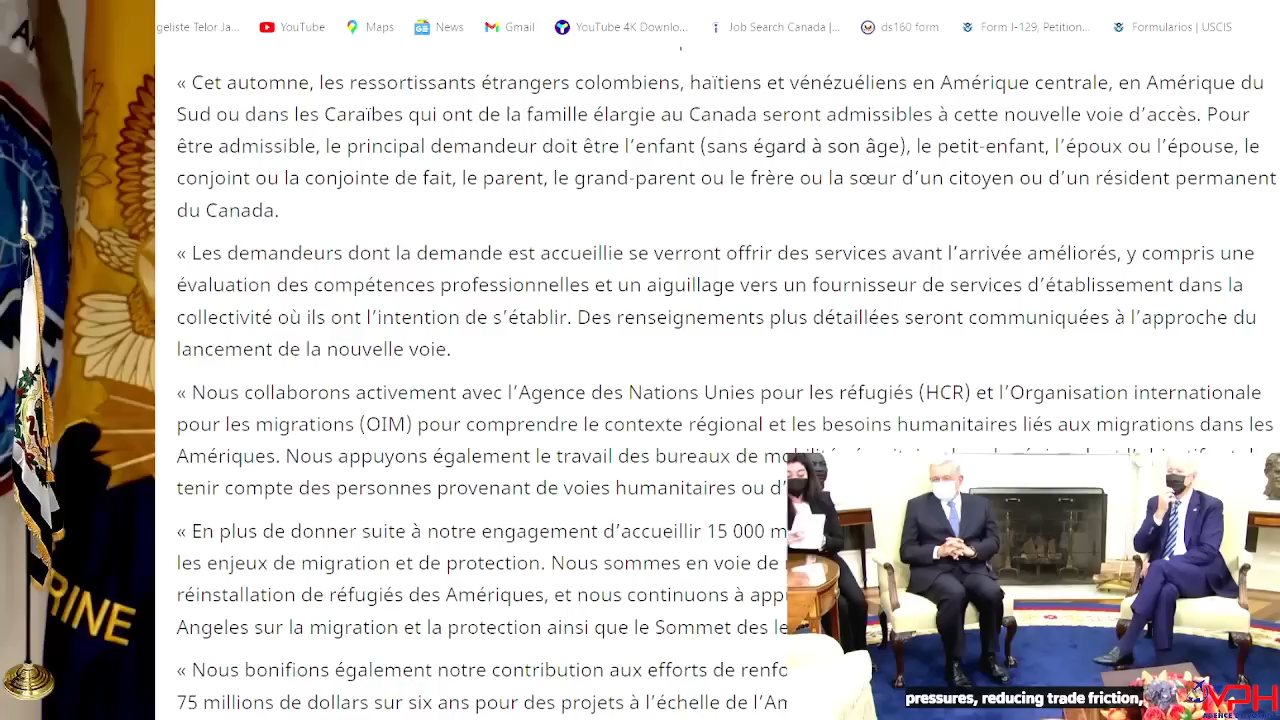 geliste Telor Ja... YouTube Maps News Gmail YouTube 4K Downlo... Job Search Canada |... ds160 form Form I-129, Petition... Formularios | USCIS
« Cet automne, les ressortissants étrangers colombiens, haïtiens et vénézuéliens en Amérique centrale, en Amérique du
Sud ou dans les Caraïbes qui ont de la famille élargie au Canada seront admissibles à cette nouvelle voie d’accès. Pour
être admissible, le principal demandeur doit être l’enfant (sans égard à son âge), le petit-enfant, l’époux ou l’épouse, le
conjoint ou la conjointe de fait, le parent, le grand-parent ou le frère ou la sœur d’un citoyen ou d’un résident permanent
du Canada.
« Les demandeurs dont la demande est accueillie se verront offrir des services avant l’arrivée améliorés, y compris une
évaluation des compétences professionnelles et un aiguillage vers un fournisseur de services d’établissement dans la
collectivité où ils ont l’intention de s’établir. Des renseignements plus détaillées seront communiquées à l’approche du
lancement de la nouvelle voie.
« Nous collaborons activement avec l’Agence des Nations Unies pour les réfugiés (HCR) et l’Organisation internationale
pour les migrations (OIM) pour comprendre le contexte régional et les besoins humanitaires liés aux migrations dans les
Amériques. Nous appuyons également le travail des bureaux de
tenir compte des personnes provenant de voies humanitaires ou d’
« En plus de donner suite à notre engagement d’accueillir 15 000 m
les enjeux de migration et de protection. Nous sommes en voie de
réinstallation de réfugiés des Amériques, et nous continuons à app
Angeles sur la migration et la protection ainsi que le Sommet des le
« Nous bonifions également notre contribution aux efforts de renfo
75 millions de dollars sur six ans pour des projets à l’échelle de l’Am
pressures, reducing trade friction,
VPH
RINE